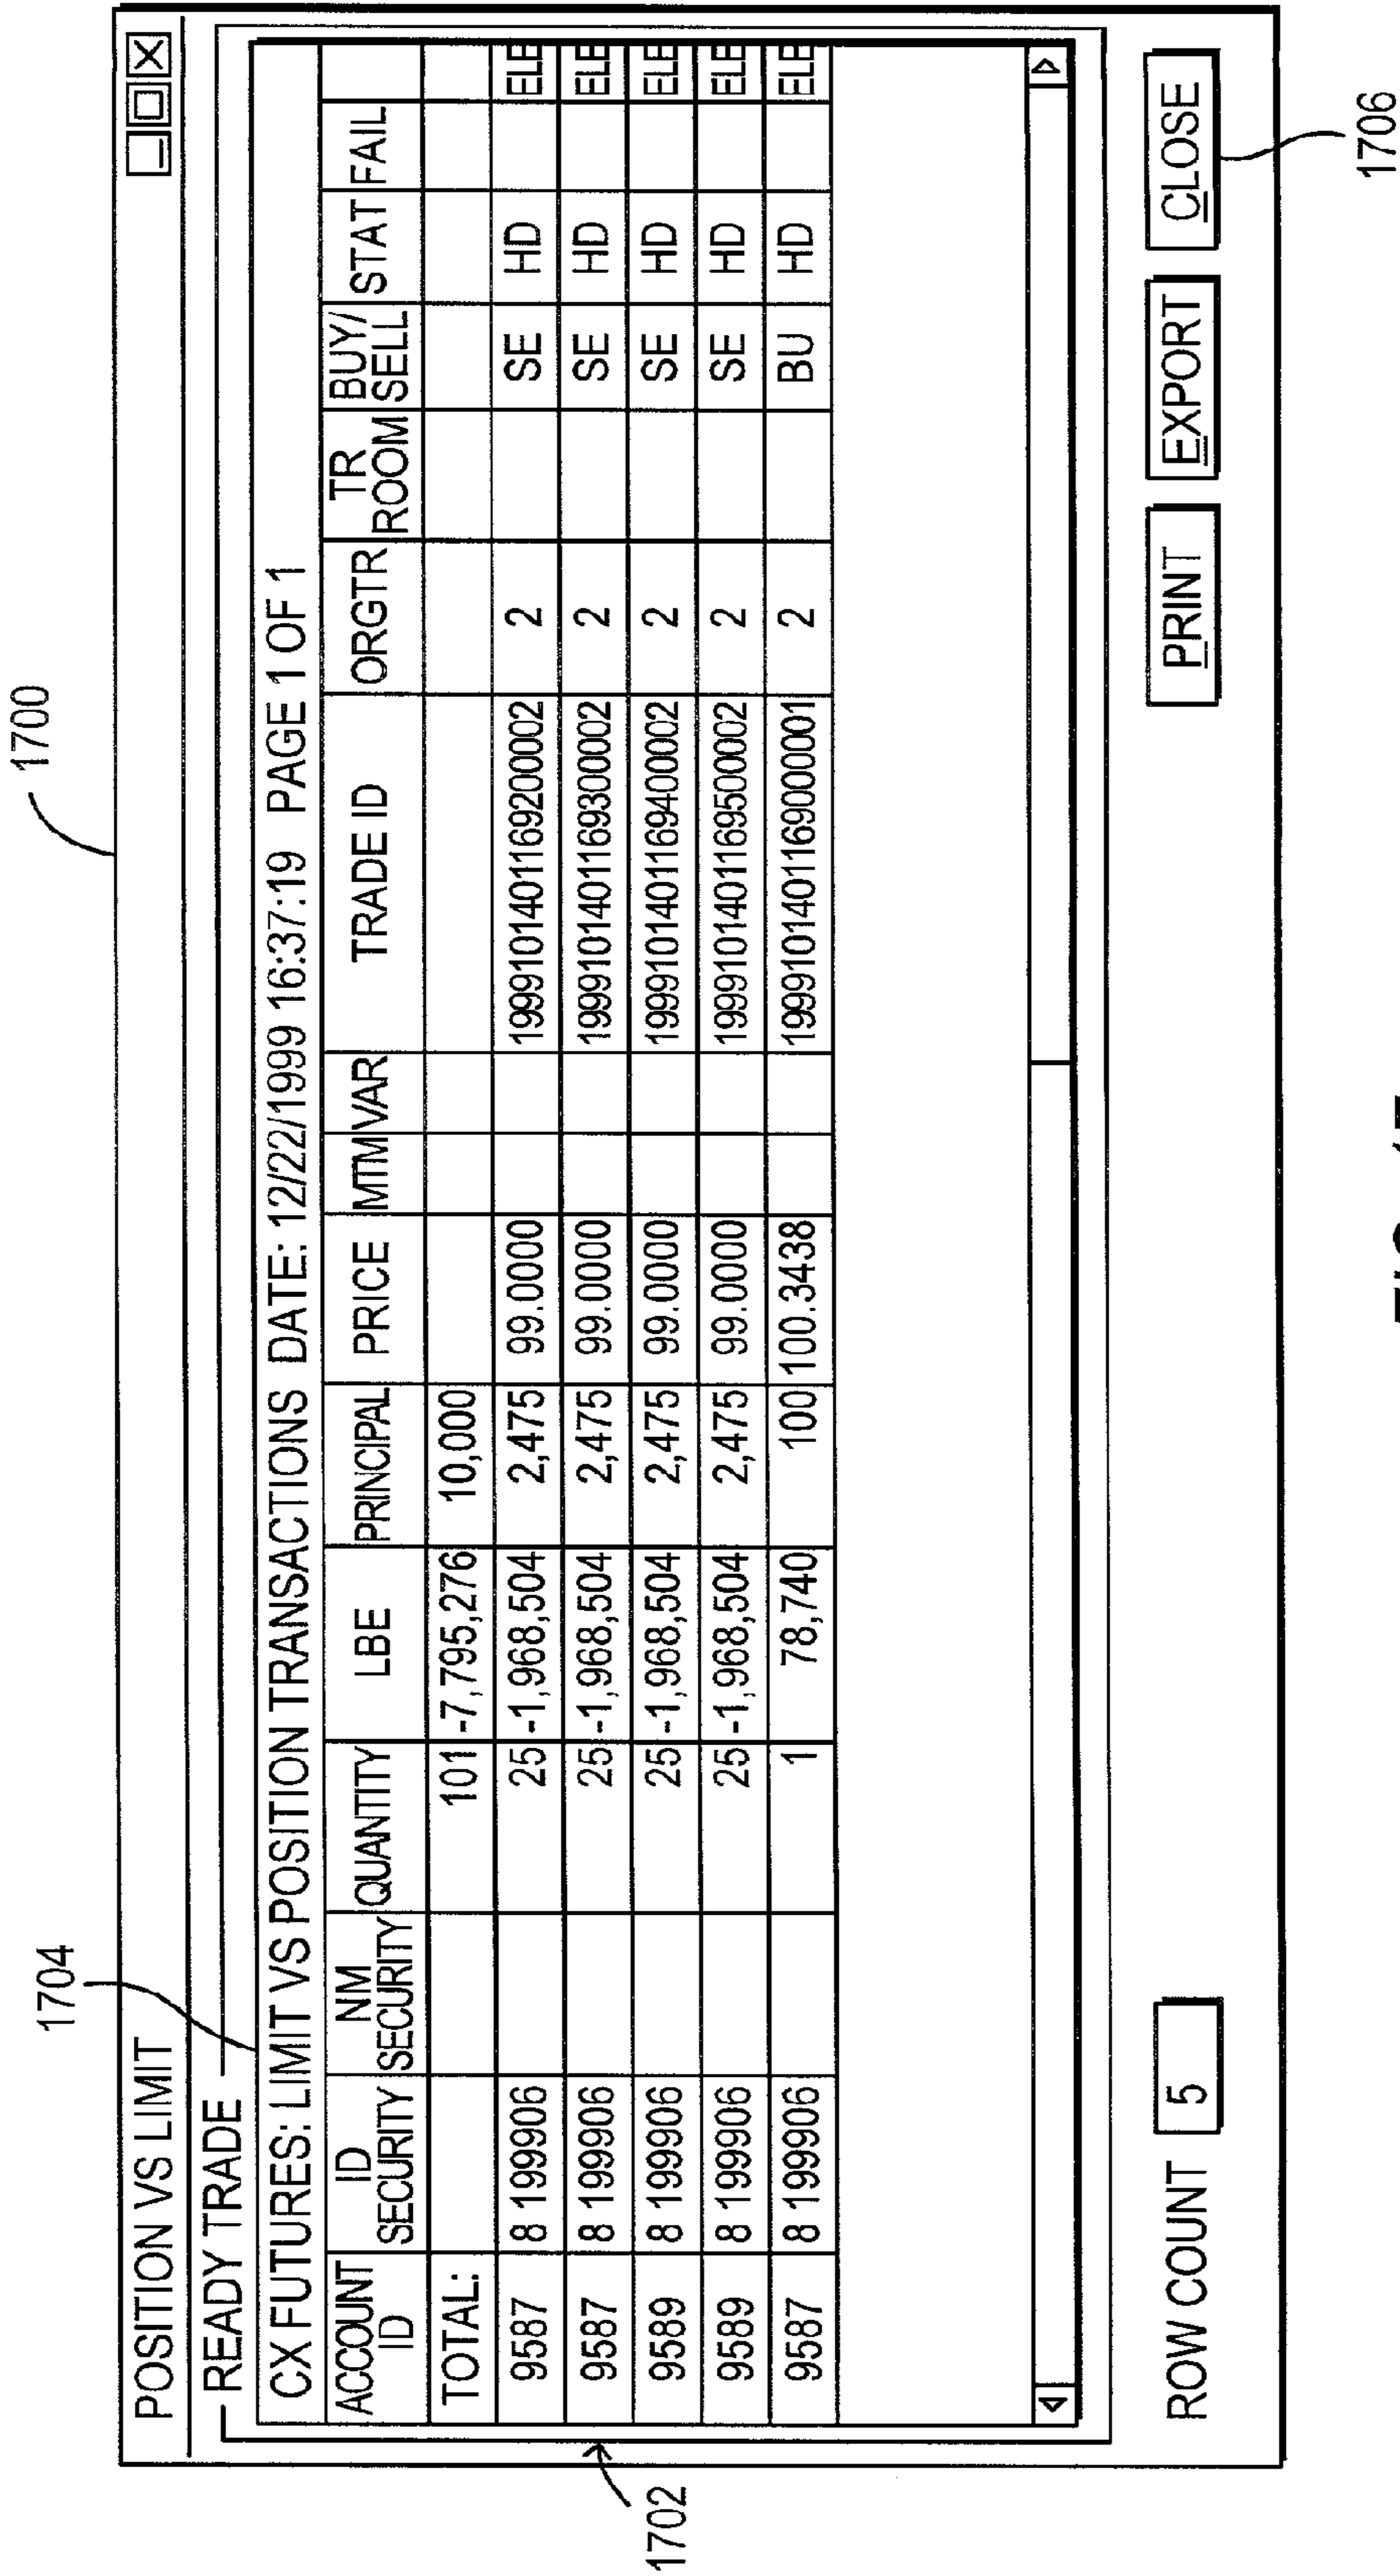 1700
1704
POSITION VS LIMIT
READY TRADE
CX FUTURES: LIMIT VS POSITION TRANSACTIONS DATE: 12/22/1999 16:37:19 PAGE 1 OF 1
ACCOUNT ID | ID SECURITY | NM SECURITY | QUANTITY | LBE | PRINCIPAL | PRICE | MTM | VAR | TRADE ID | ORGTR | TR ROOM | BUY/ SELL | STAT | FAIL
TOTAL: 101 -7,795,276 10,000
9587 8 199906 25 -1,968,504 2,475 99.0000 1999101401169200002 2 SE HD ELE
9587 8 199906 25 -1,968,504 2,475 99.0000 1999101401169300002 2 SE HD ELE
9589 8 199906 25 -1,968,504 2,475 99.0000 1999101401169400002 2 SE HD ELE
9589 8 199906 25 -1,968,504 2,475 99.0000 1999101401169500002 2 SE HD ELE
9587 8 199906 1 78,740 100 100.3438 1999101401169000001 2 BU HD ELE
1702
ROW COUNT 5
PRINT EXPORT CLOSE
1706